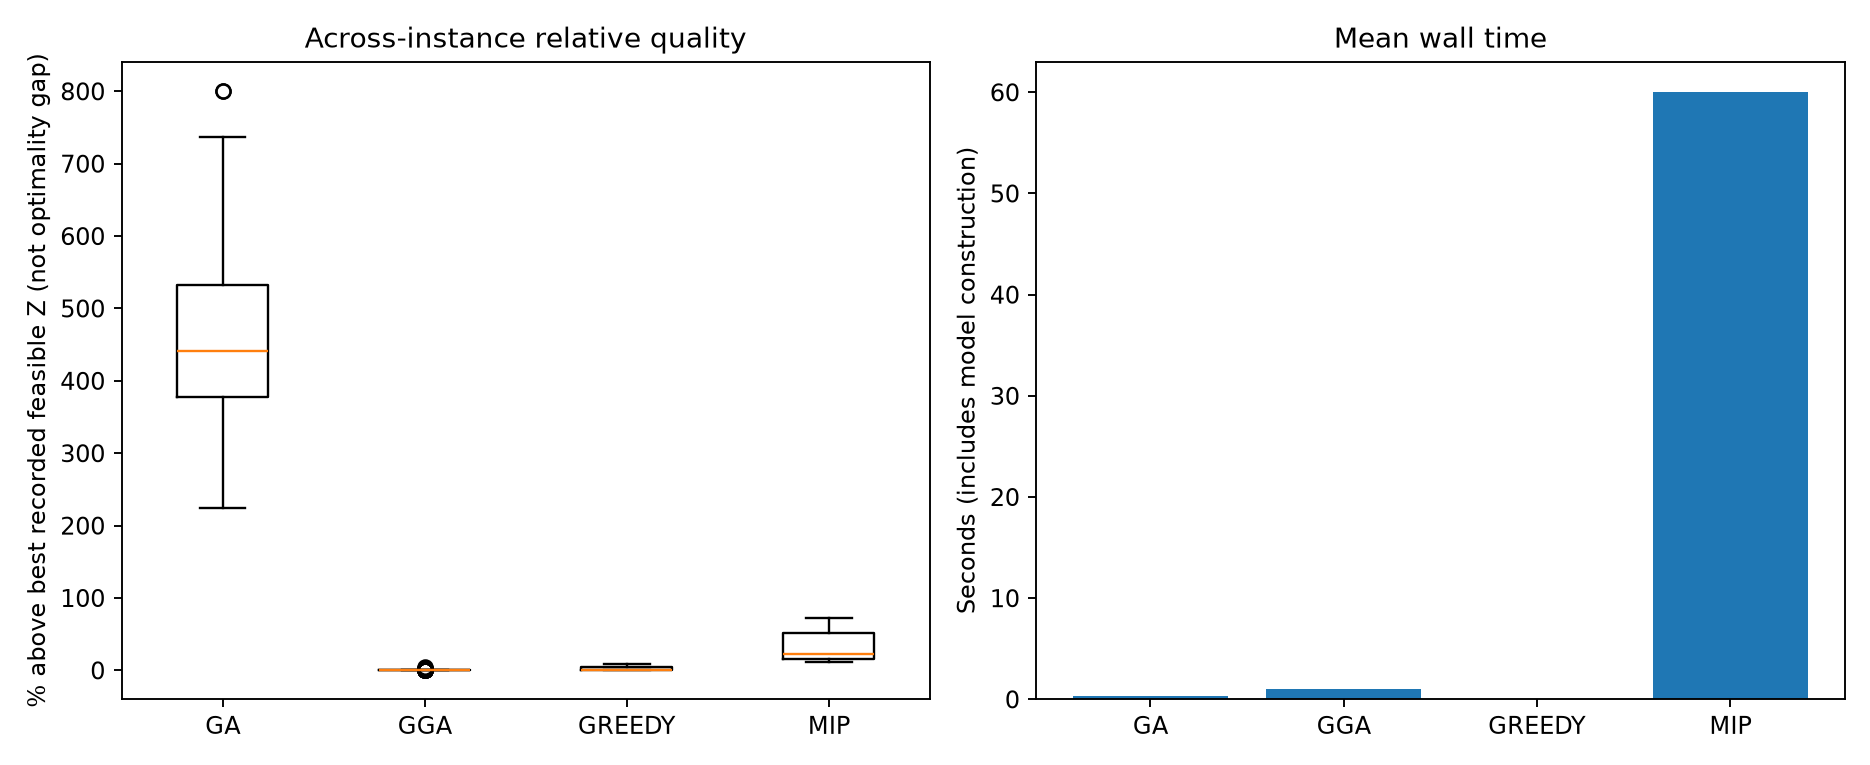 Across-instance relative quality
% above best recorded feasible Z (not optimality gap)
800
700
600
500
400
300
200
100
0
GA
GGA
GREEDY
MIP
Mean wall time
Seconds (includes model construction)
60
50
40
30
20
10
0
GA
GGA
GREEDY
MIP